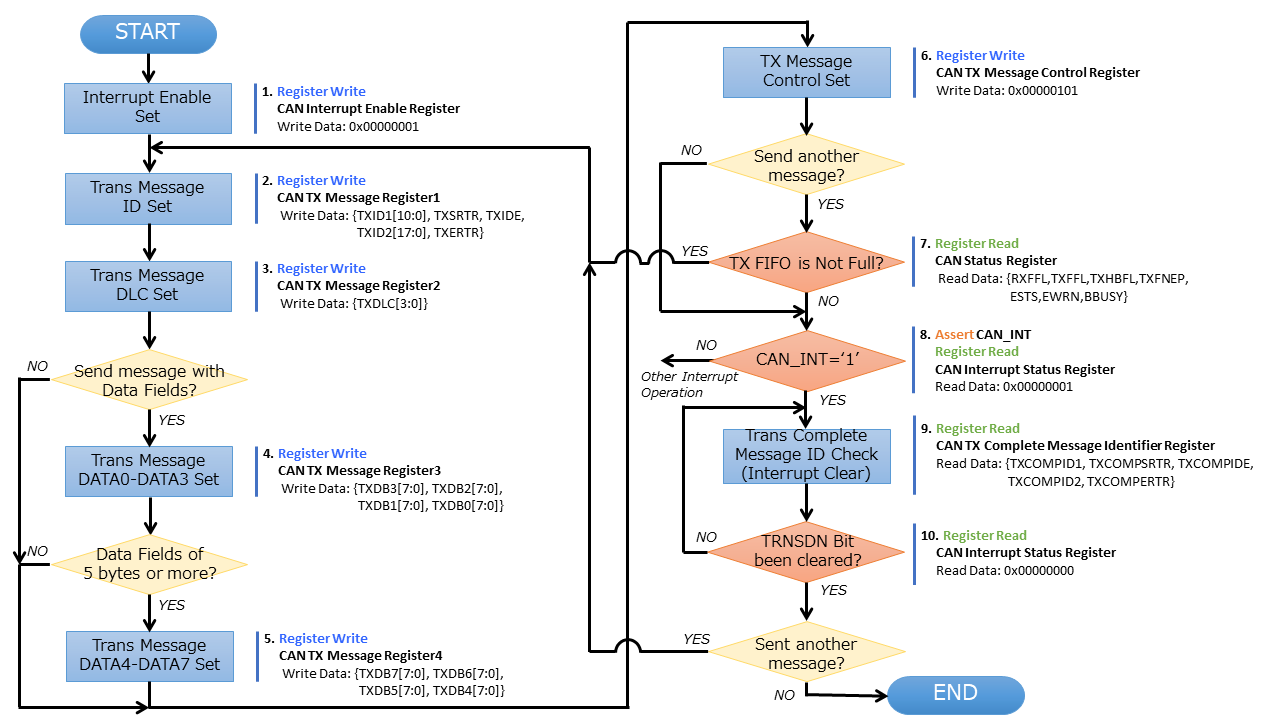 START
Interrupt Enable
Set
1. Register Write
CAN Interrupt Enable Register
Write Data: 0x00000001
Trans Message
ID Set
2. Register Write
CAN TX Message Register1
Write Data: {TXID1[10:0], TXSRTR, TXIDE,
TXID2[17:0], TXERTR}
Trans Message
DLC Set
3. Register Write
CAN TX Message Register2
Write Data: {TXDLC[3:0]}
NO
Send message with
Data Fields?
YES
Trans Message
DATA0-DATA3 Set
4. Register Write
CAN TX Message Register3
Write Data: {TXDB3[7:0], TXDB2[7:0],
TXDB1[7:0], TXDB0[7:0]}
NO
Data Fields of
5 bytes or more?
YES
Trans Message
DATA4-DATA7 Set
5. Register Write
CAN TX Message Register4
Write Data: {TXDB7[7:0], TXDB6[7:0],
TXDB5[7:0], TXDB4[7:0]}
TX Message
Control Set
6. Register Write
CAN TX Message Control Register
Write Data: 0x00000101
NO
Send another
message?
YES
YES
TX FIFO is Not Full?
NO
7. Register Read
CAN Status Register
Read Data: {RXFFL,TXFFL,TXHBFL,TXFNEP,
ESTS,EWRN,BBUSY}
NO
Other Interrupt
Operation
CAN_INT=‘1’
YES
8. Assert CAN_INT
Register Read
CAN Interrupt Status Register
Read Data: 0x00000001
Trans Complete
Message ID Check
(Interrupt Clear)
9. Register Read
CAN TX Complete Message Identifier Register
Read Data: {TXCOMPID1, TXCOMPSRTR, TXCOMPIDE,
TXCOMPID2, TXCOMPERTR}
NO
TRNSDN Bit
been cleared?
YES
10. Register Read
CAN Interrupt Status Register
Read Data: 0x00000000
YES
Sent another
message?
NO
END